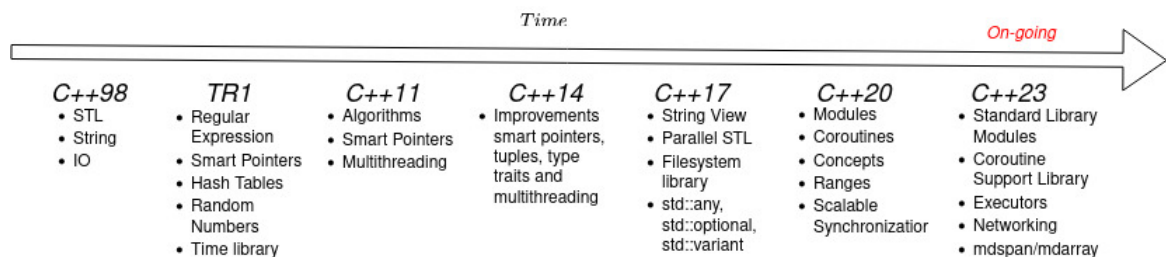 Time
On-going
C++98
• STL
• String
• IO
TR1
• Regular
Expression
• Smart Pointers
• Hash Tables
• Random
Numbers
• Time library
C++11
• Algorithms
• Smart Pointers
• Multithreading
C++14
• Improvements
smart pointers,
tuples, type
traits and
multithreading
C++17
• String View
• Parallel STL
• Filesystem
library
• std::any,
std::optional,
std::variant
C++20
• Modules
• Coroutines
• Concepts
• Ranges
• Scalable
Synchronization
C++23
• Standard Library
Modules
• Coroutine
Support Library
• Executors
• Networking
• mdspan/mdarray